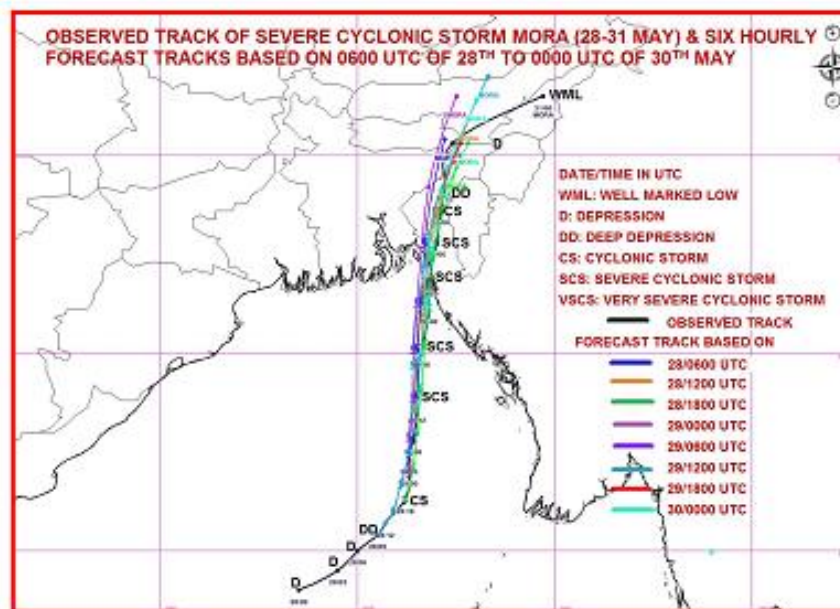 OBSERVED TRACK OF SEVERE CYCLONIC STORM MORA (28-31 MAY) & SIX HOURLY
FORECAST TRACKS BASED ON 0600 UTC OF 28TH TO 0000 UTC OF 30TH MAY
WML
MORA
D
DATE/TIME IN UTC
WML: WELL MARKED LOW
D: DEPRESSION
DD: DEEP DEPRESSION
CS: CYCLONIC STORM
SCS: SEVERE CYCLONIC STORM
VSCS: VERY SEVERE CYCLONIC STORM
OBSERVED TRACK
FORECAST TRACK BASED ON
28/0600 UTC
28/1200 UTC
28/1800 UTC
29/0000 UTC
29/0600 UTC
29/1200 UTC
29/1800 UTC
30/0000 UTC
DD
CS
SCS
SCS
SCS
SCS
CS
DD
D
D
D